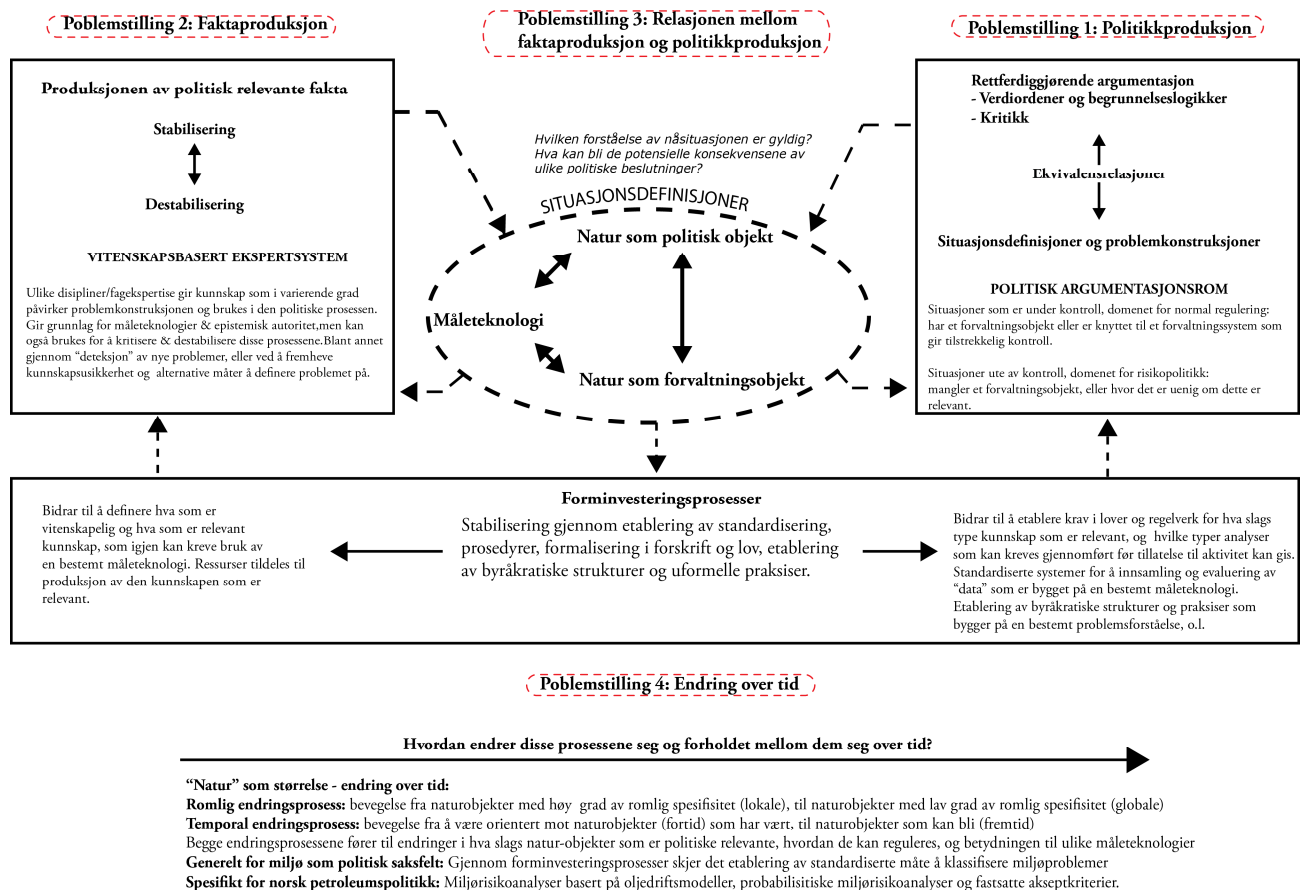 Poblemstilling 2: Faktaproduksjon
Poblemstilling 3: Relasjonen mellom
faktaproduksjon og politikkproduksjon
Poblemstilling 1: Politikkproduksjon
Produksjonen av politisk relevante fakta
Stabilisering
Destabilisering
VITENSKAPSBASERT EKSPERTSYSTEM
Ulike disipliner/fagekspertise gir kunnskap som i varierende grad
påvirker problemkonstruksjonen og brukes i den politiske prosessen.
Gir grunnlag for måleteknologier & epistemisk autoritet,men kan
også brukes for å kritisere & destabilisere disse prosessene.Blant annet
gjennom “deteksjon” av nye problemer, eller ved å fremheve
kunnskapsusikkerhet og alternative måter å definere problemet på.
Hvilken forståelse av nåsituasjonen er gyldig?
Hva kan bli de potensielle konsekvensene av
ulike politiske beslutninger?
SITUASJONSDEFINISJONER
Natur som politisk objekt
Måleteknologi
Natur som forvaltningsobjekt
Rettferdiggjørende argumentasjon
- Verdiordener og begrunnelseslogikker
- Kritikk
Ekvivalensrelasjoner
Situasjonsdefinisjoner og problemkonstruksjoner
POLITISK ARGUMENTASJONSROM
Situasjoner som er under kontroll, domenet for normal regulering:
har et forvaltningsobjekt eller er knyttet til et forvaltningssystem som
gir tilstrekkelig kontroll.
Situasjoner ute av kontroll, domenet for risikopolitikk:
mangler et forvaltningsobjekt, eller hvor det er uenig om dette er
relevant.
Bidrar til å definere hva som er
vitenskapelig og hva som er relevant
kunnskap, som igjen kan kreve bruk av
en bestemt måleteknologi. Ressurser tildeles til
produksjon av den kunnskapen som er
relevant.
Forminvesteringsprosesser
Stabilisering gjennom etablering av standardisering,
prosedyrer, formalisering i forskrift og lov, etablering
av byråkratiske strukturer og uformelle praksiser.
Bidrar til å etablere krav i lover og regelverk for hva slags
type kunnskap som er relevant, og hvilke typer analyser
som kan kreves gjennomført før tillatelse til aktivitet kan gis.
Standardiserte systemer for å innsamling og evaluering av
“data” som er bygget på en bestemt måleteknologi.
Etablering av byråkratiske strukturer og praksiser som
bygger på en bestemt problemsforståelse, o.l.
Poblemstilling 4: Endring over tid
Hvordan endrer disse prosessene seg og forholdet mellom dem seg over tid?
“Natur” som størrelse - endring over tid:
Romlig endringsprosess: bevegelse fra naturobjekter med høy grad av romlig spesifisitet (lokale), til naturobjekter med lav grad av romlig spesifisitet (globale)
Temporal endringsprosess: bevegelse fra å være orientert mot naturobjekter (fortid) som har vært, til naturobjekter som kan bli (fremtid)
Begge endringsprosessene fører til endringer i hva slags natur-objekter som er politiske relevante, hvordan de kan reguleres, og betydningen til ulike måleteknologier
Generelt for miljø som politisk saksfelt: Gjennom forminvesteringsprosesser skjer det etablering av standardiserte måte å klassifisere miljøproblemer
Spesifikt for norsk petroleumspolitikk: Miljørisikoanalyser basert på oljedriftsmodeller, probabilisitiske miljørisikoanalyser og fastsatte akseptkriterier.